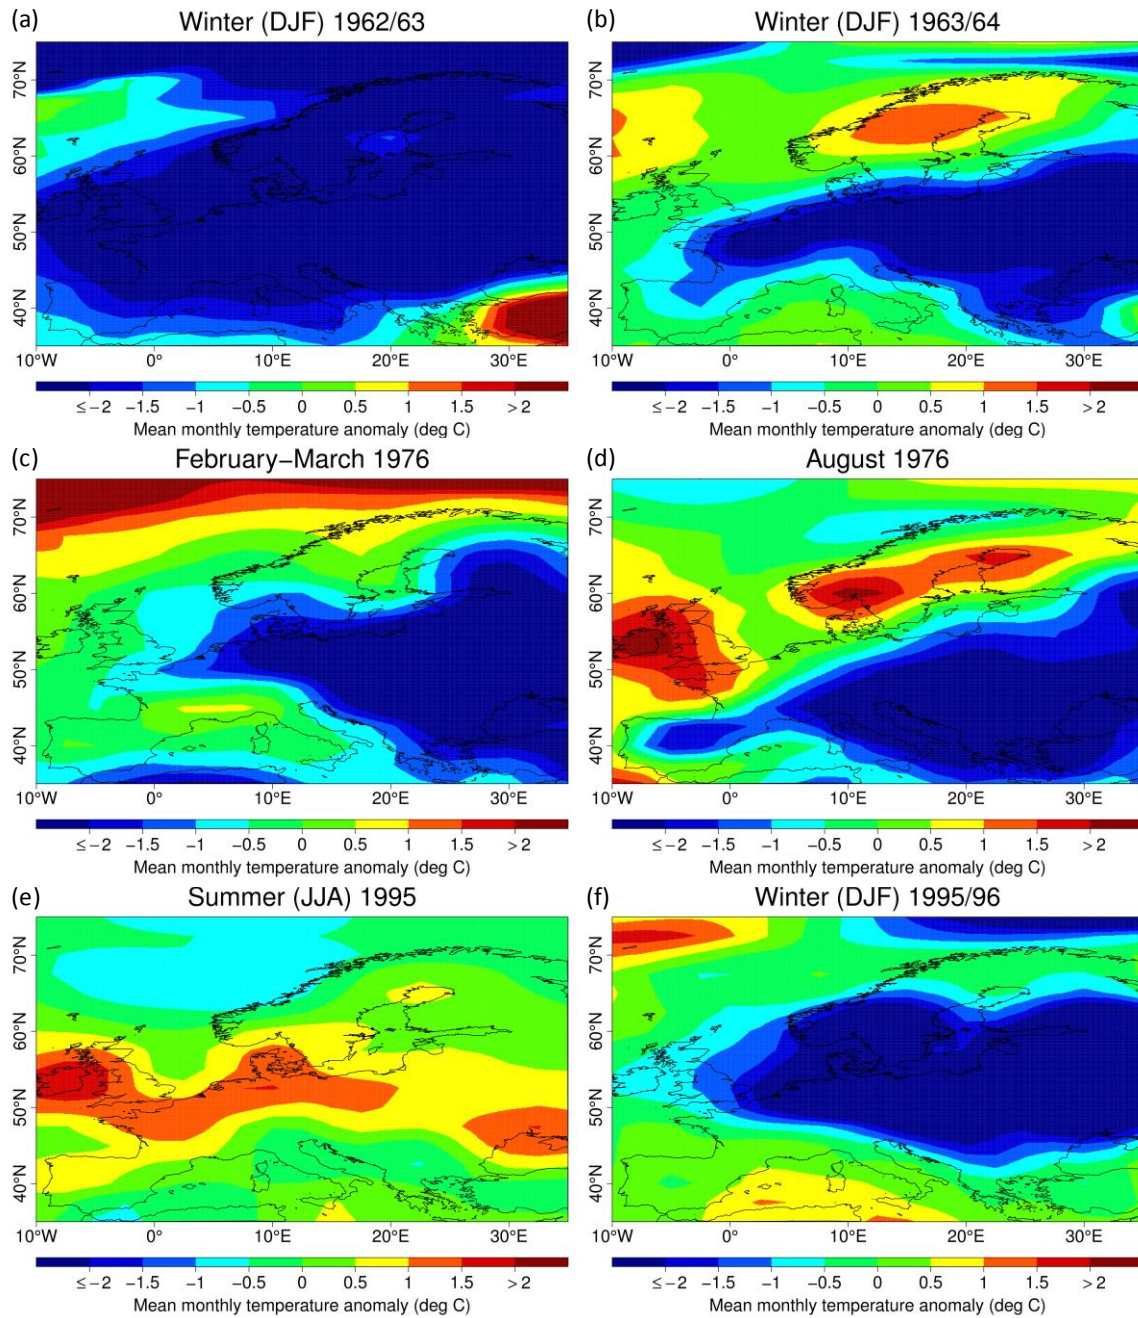 (a) Winter (DJF) 1962/63
70°N
60°N
50°N
40°N
10°W 0° 10°E 20°E 30°E
≤−2 −1.5 −1 −0.5 0 0.5 1 1.5 >2
Mean monthly temperature anomaly (deg C)
(b) Winter (DJF) 1963/64
70°N
60°N
50°N
40°N
10°W 0° 10°E 20°E 30°E
≤−2 −1.5 −1 −0.5 0 0.5 1 1.5 >2
Mean monthly temperature anomaly (deg C)
(c) February−March 1976
70°N
60°N
50°N
40°N
10°W 0° 10°E 20°E 30°E
≤−2 −1.5 −1 −0.5 0 0.5 1 1.5 >2
Mean monthly temperature anomaly (deg C)
(d) August 1976
70°N
60°N
50°N
40°N
10°W 0° 10°E 20°E 30°E
≤−2 −1.5 −1 −0.5 0 0.5 1 1.5 >2
Mean monthly temperature anomaly (deg C)
(e) Summer (JJA) 1995
70°N
60°N
50°N
40°N
10°W 0° 10°E 20°E 30°E
≤−2 −1.5 −1 −0.5 0 0.5 1 1.5 >2
Mean monthly temperature anomaly (deg C)
(f) Winter (DJF) 1995/96
70°N
60°N
50°N
40°N
10°W 0° 10°E 20°E 30°E
≤−2 −1.5 −1 −0.5 0 0.5 1 1.5 >2
Mean monthly temperature anomaly (deg C)